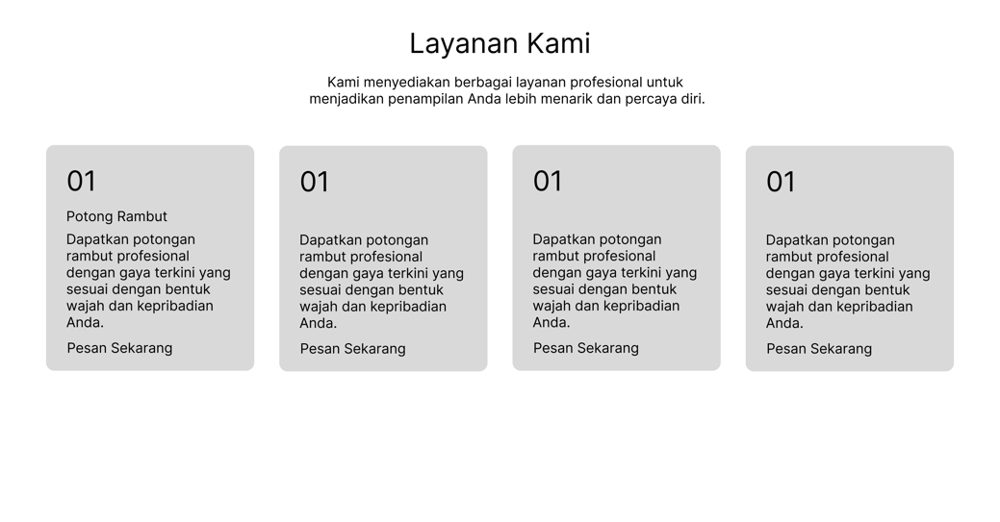 Layanan Kami
Kami menyediakan berbagai layanan profesional untuk
menjadikan penampilan Anda lebih menarik dan percaya diri.
01
Potong Rambut
Dapatkan potongan
rambut profesional
dengan gaya terkini yang
sesuai dengan bentuk
wajah dan kepribadian
Anda.
Pesan Sekarang
01
Dapatkan potongan
rambut profesional
dengan gaya terkini yang
sesuai dengan bentuk
wajah dan kepribadian
Anda.
Pesan Sekarang
01
Dapatkan potongan
rambut profesional
dengan gaya terkini yang
sesuai dengan bentuk
wajah dan kepribadian
Anda.
Pesan Sekarang
01
Dapatkan potongan
rambut profesional
dengan gaya terkini yang
sesuai dengan bentuk
wajah dan kepribadian
Anda.
Pesan Sekarang